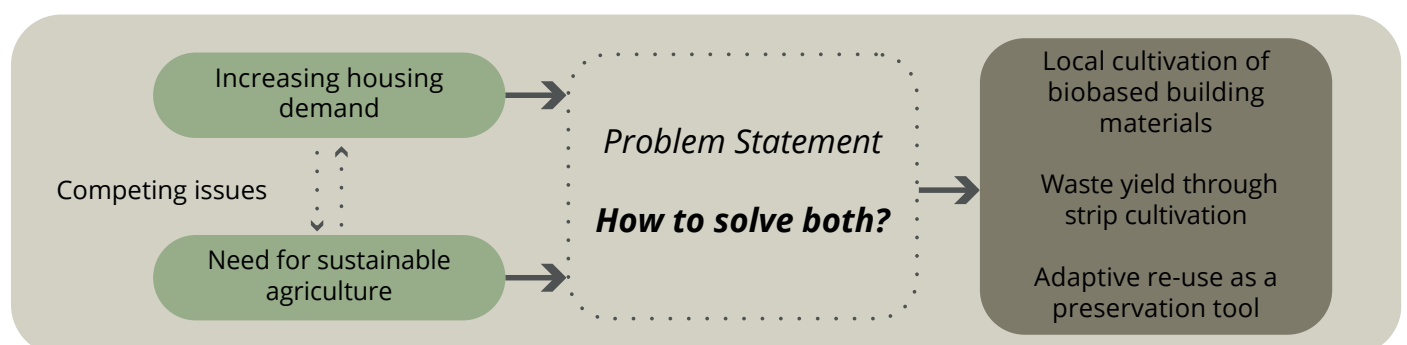 Increasing housing
demand
Competing issues
Need for sustainable
agriculture
Problem Statement
How to solve both?
Local cultivation of
biobased building
materials
Waste yield through
strip cultivation
Adaptive re-use as a
preservation tool